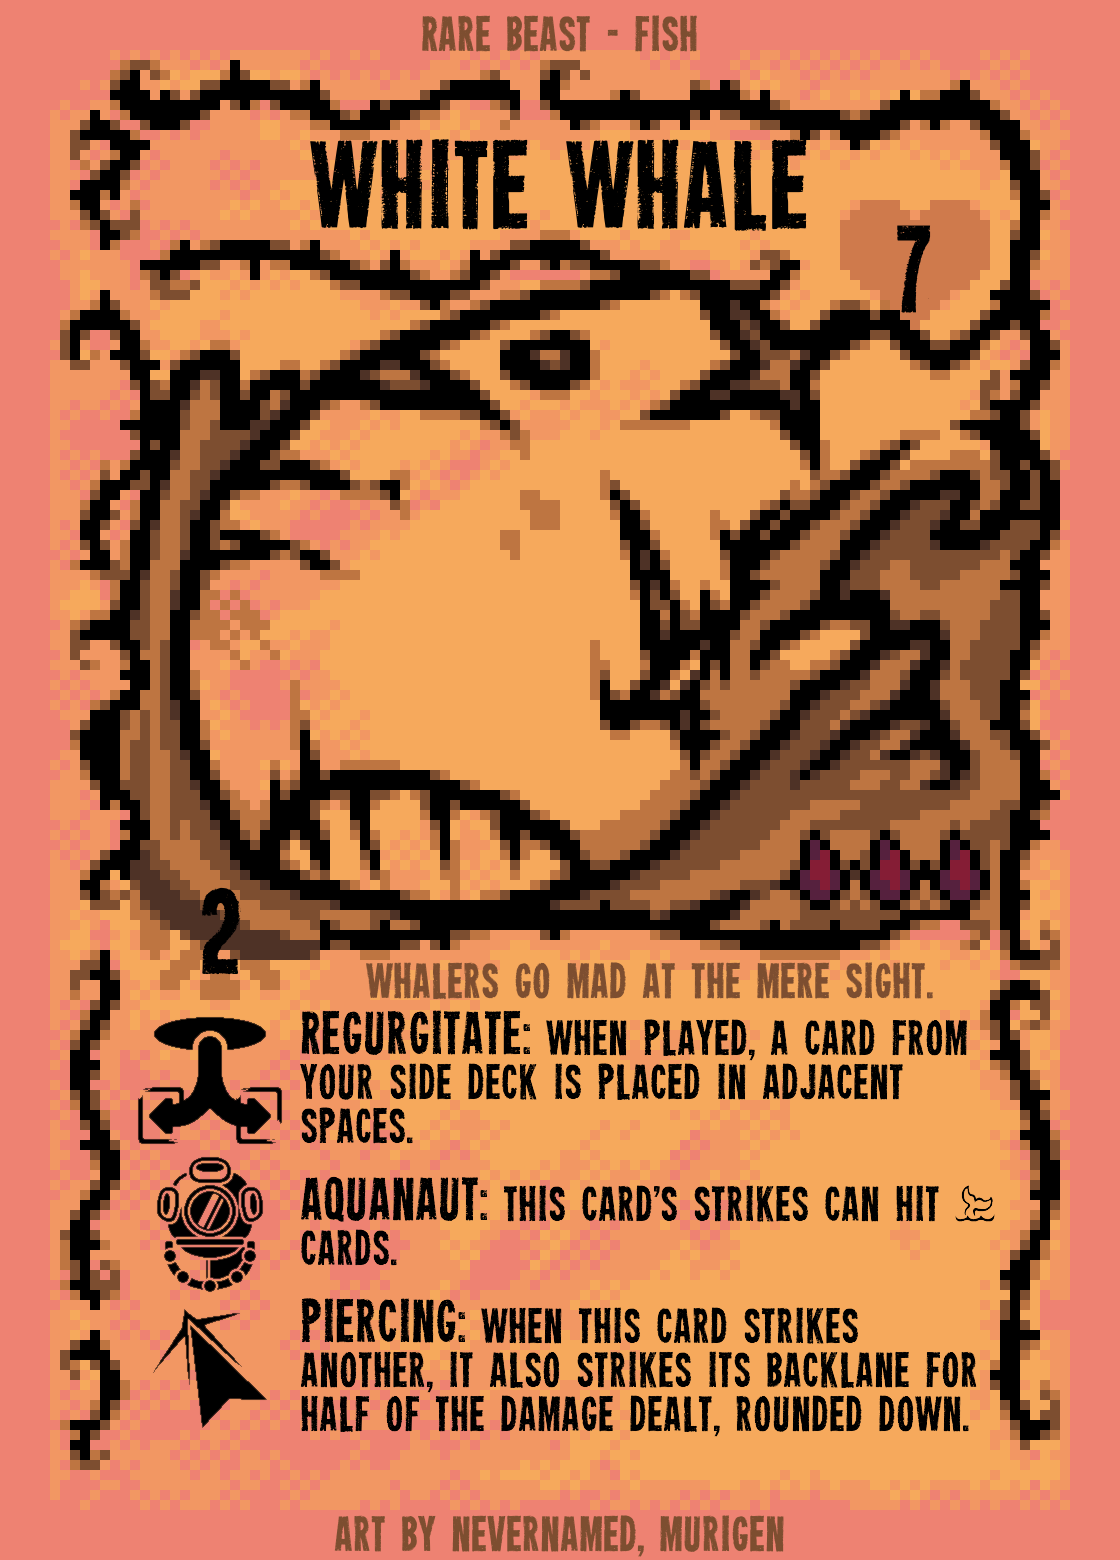 RARE BEAST - FISH
WHITE WHALE
7
2
WHALERS GO MAD AT THE MERE SIGHT.
REGURGITATE: WHEN PLAYED, A CARD FROM
YOUR SIDE DECK IS PLACED IN ADJACENT
SPACES.
AQUANAUT: THIS CARD'S STRIKES CAN HIT
CARDS.
PIERCING: WHEN THIS CARD STRIKES
ANOTHER, IT ALSO STRIKES ITS BACKLANE FOR
HALF OF THE DAMAGE DEALT, ROUNDED DOWN.
ART BY NEVERNAMED, MURIGEN